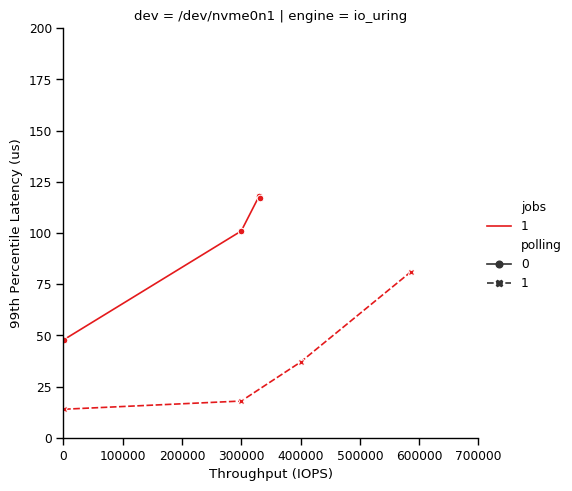 dev = /dev/nvme0n1 | engine = io_uring
200
175
150
125
100
75
50
25
0
99th Percentile Latency (us)
0 100000 200000 300000 400000 500000 600000 700000
Throughput (IOPS)
jobs
1
polling
0
1